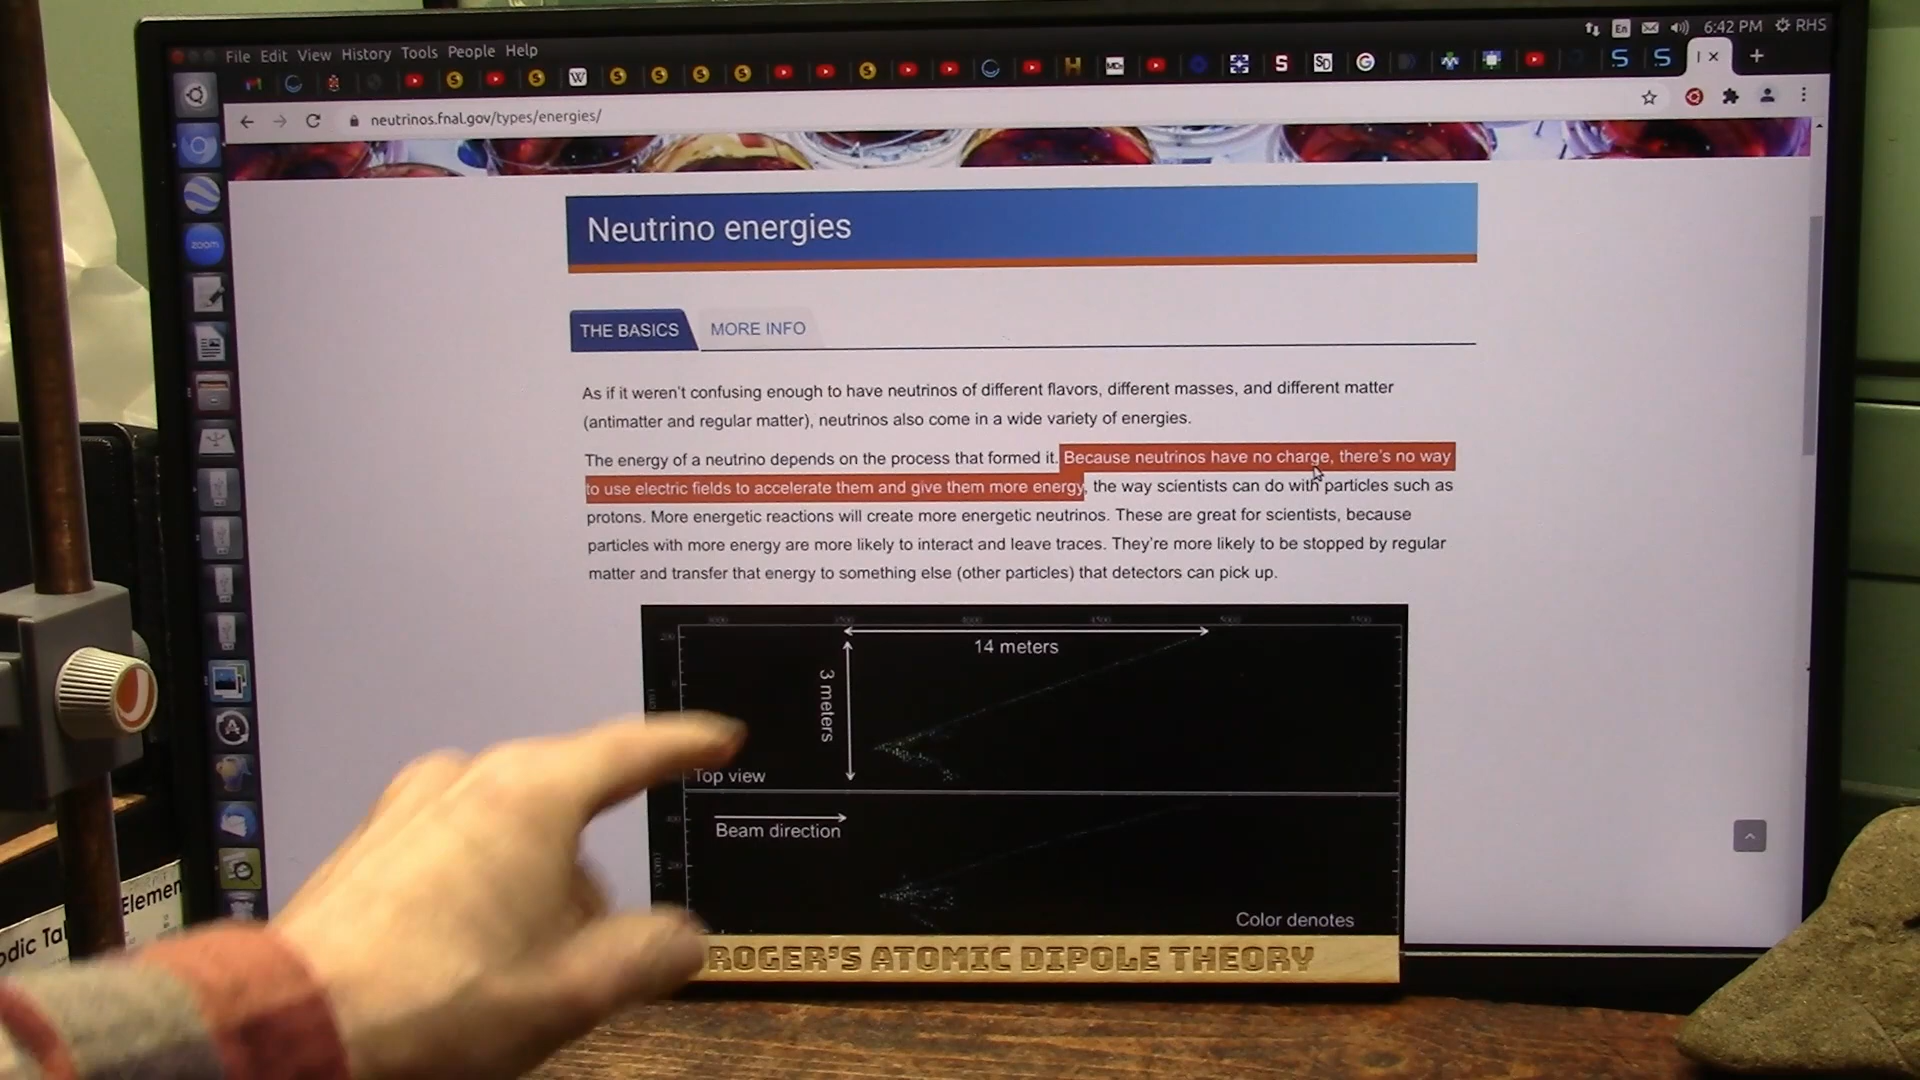 6:42 PM RHS
File Edit View History Tools People Help
neutrinos.fnal.gov/types/energies/
zoom
Neutrino energies
THE BASICS MORE INFO
As if it weren't confusing enough to have neutrinos of different flavors, different masses, and different matter
(antimatter and regular matter), neutrinos also come in a wide variety of energies.
The energy of a neutrino depends on the process that formed it. Because neutrinos have no charge, there's no way
to use electric fields to accelerate them and give them more energy, the way scientists can do with particles such as
protons. More energetic reactions will create more energetic neutrinos. These are great for scientists, because
particles with more energy are more likely to interact and leave traces. They're more likely to be stopped by regular
matter and transfer that energy to something else (other particles) that detectors can pick up.
14 meters
3 meters
Top view
Beam direction
Color denotes
ROGER'S ATOMIC DIPOLE THEORY
Elemen
odic Ta